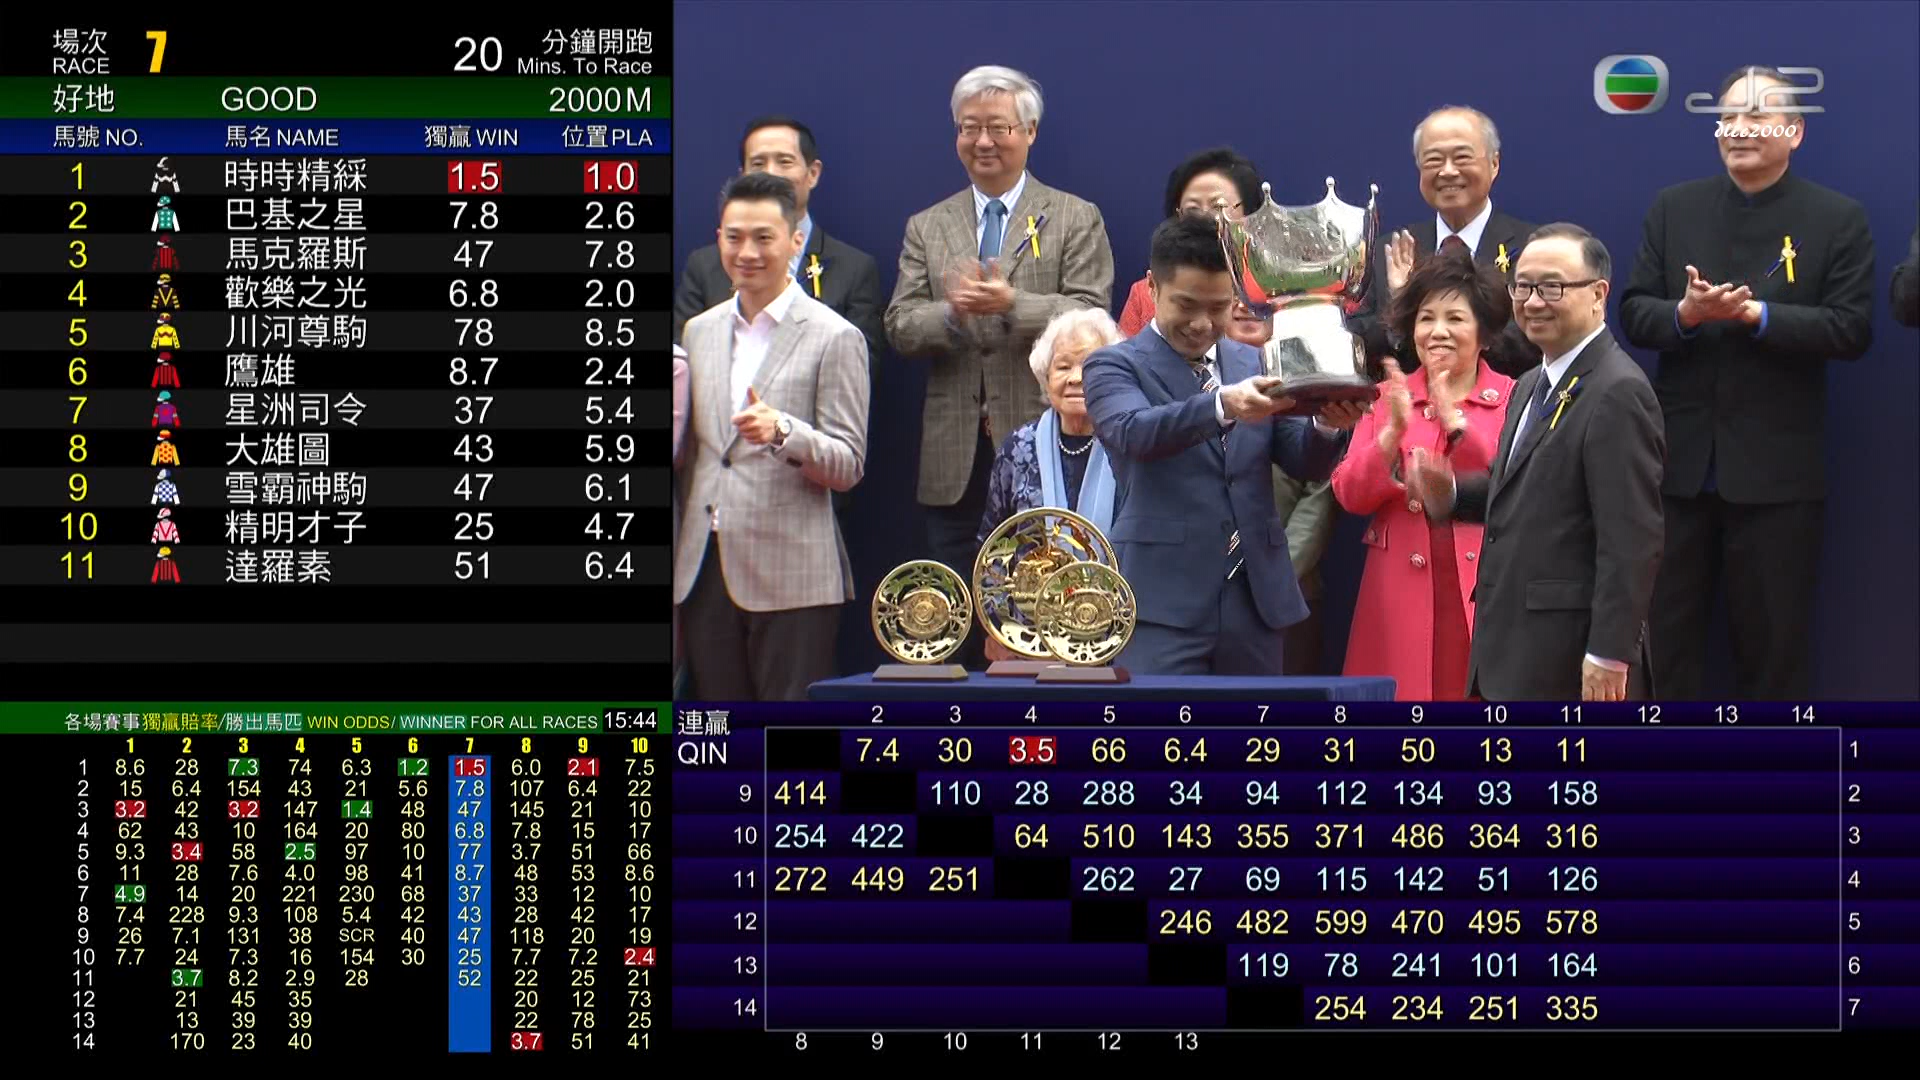 場次 RACE 7 20 分鐘開跑 Mins. To Race
好地 GOOD 2000M
馬號 NO. 馬名 NAME 獨贏 WIN 位置 PLA
1 時時精綵 1.5 1.0
2 巴基之星 7.8 2.6
3 馬克羅斯 47 7.8
4 歡樂之光 6.8 2.0
5 川河尊駒 78 8.5
6 鷹雄 8.7 2.4
7 星洲司令 37 5.4
8 大雄圖 43 5.9
9 雪霸神駒 47 6.1
10 精明才子 25 4.7
11 達羅素 51 6.4
J2
dtlb2000
各場賽事獨贏賠率/勝出馬匹 WIN ODDS/ WINNER FOR ALL RACES 15:44
1 2 3 4 5 6 7 8 9 10
1 8.6 28 7.3 74 6.3 1.2 1.5 6.0 2.1 7.5
2 15 6.4 154 43 21 5.6 7.8 107 6.4 22
3 3.2 42 3.2 147 1.4 48 47 145 21 10
4 62 43 10 164 20 80 6.8 7.8 15 17
5 9.3 3.4 58 2.5 97 10 77 3.7 51 66
6 11 28 7.6 4.0 98 41 8.7 48 53 8.6
7 4.9 14 20 221 230 68 37 33 12 10
8 7.4 228 9.3 108 5.4 42 43 28 42 17
9 26 7.1 131 38 SCR 40 47 118 20 19
10 7.7 24 7.3 16 154 30 25 7.7 7.2 2.4
11 3.7 8.2 2.9 28 52 22 25 21
12 21 45 35 20 12 73
13 13 39 39 22 78 25
14 170 23 40 3.7 51 41
連贏 QIN
2 3 4 5 6 7 8 9 10 11 12 13 14
7.4 30 3.5 66 6.4 29 31 50 13 11 1
9 414 110 28 288 34 94 112 134 93 158 2
10 254 422 64 510 143 355 371 486 364 316 3
11 272 449 251 262 27 69 115 142 51 126 4
12 246 482 599 470 495 578 5
13 119 78 241 101 164 6
14 254 234 251 335 7
8 9 10 11 12 13